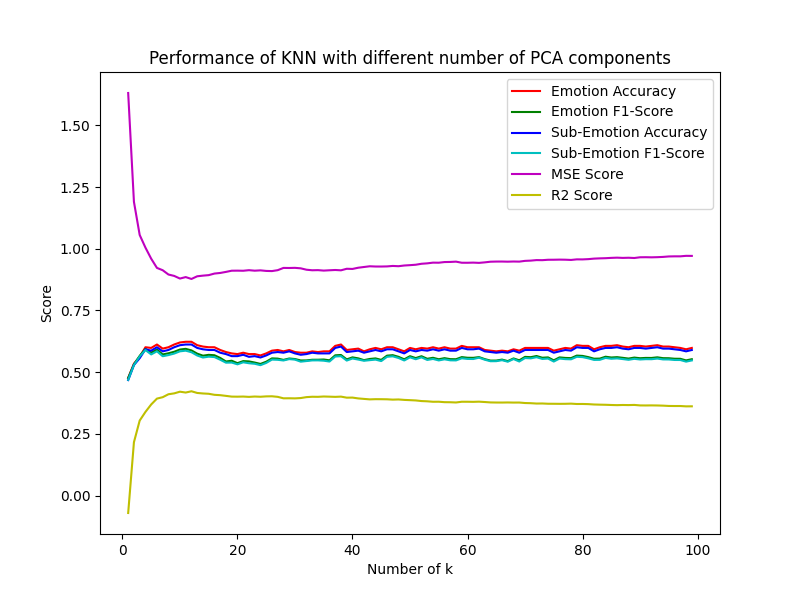 Performance of KNN with different number of PCA components
Emotion Accuracy
Emotion F1-Score
Sub-Emotion Accuracy
Sub-Emotion F1-Score
MSE Score
R2 Score
1.50
1.25
1.00
0.75
0.50
0.25
0.00
Score
0 20 40 60 80 100
Number of k